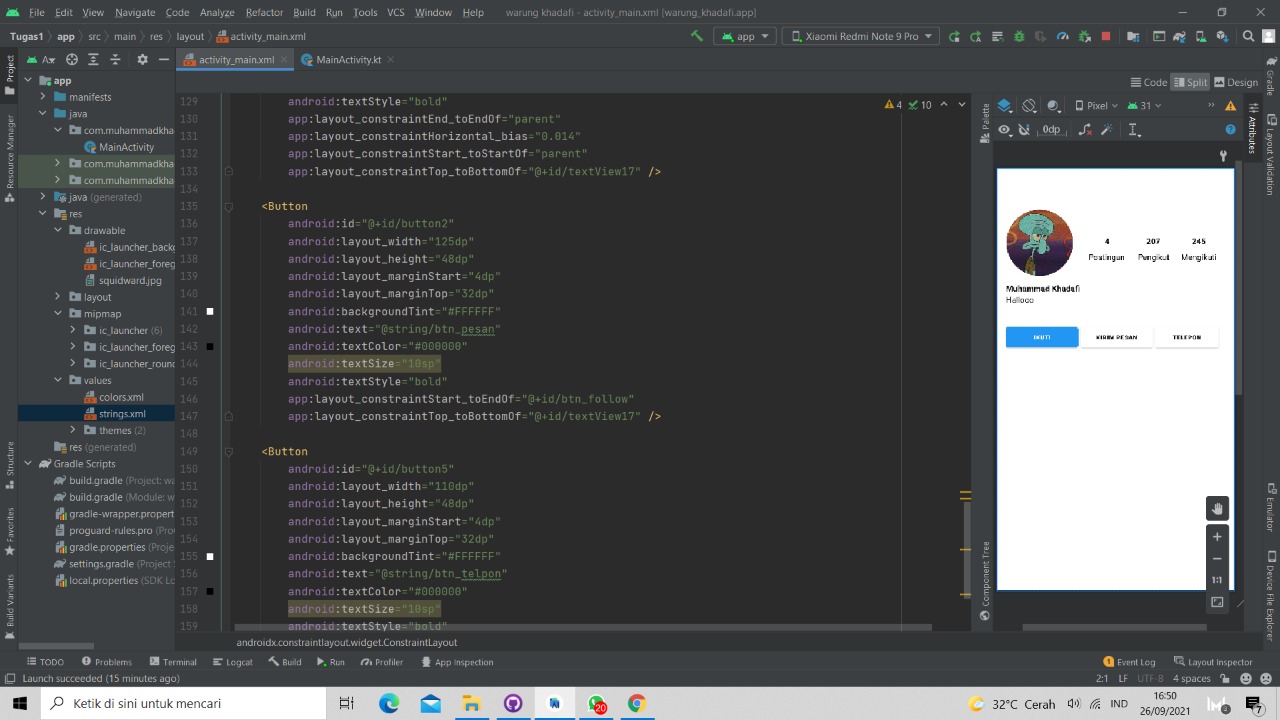 File Edit View Navigate Code Analyze Refactor Build Run Tools VCS Window Help warung khadafi - activity_main.xml [warung_khadafi.app]
Tugas1 app src main res layout activity_main.xml app Xiaomi Redmi Note 9 Pro
Project
Resource Manager
Structure
Favorites
Build Variants
app
manifests
java
com.muhammadkha
MainActivity
com.muhammadkha
com.muhammadkha
java (generated)
res
drawable
ic_launcher_backg
ic_launcher_foreg
squidward.jpg
layout
mipmap
ic_launcher (6)
ic_launcher_foreg
ic_launcher_roun
values
colors.xml
strings.xml
themes (2)
res (generated)
Gradle Scripts
build.gradle (Project: wa
build.gradle (Module: w
gradle-wrapper.propert
proguard-rules.pro (Proj
gradle.properties (Projec
settings.gradle (Project
local.properties (SDK Lo
activity_main.xml MainActivity.kt
Code Split Design
4 10
129 android:textStyle="bold"
130 app:layout_constraintEnd_toEndOf="parent"
131 app:layout_constraintHorizontal_bias="0.014"
132 app:layout_constraintStart_toStartOf="parent"
133 app:layout_constraintTop_toBottomOf="@+id/textView17" />
134
135 <Button
136 android:id="@+id/button2"
137 android:layout_width="125dp"
138 android:layout_height="48dp"
139 android:layout_marginStart="4dp"
140 android:layout_marginTop="32dp"
141 android:backgroundTint="#FFFFFF"
142 android:text="@string/btn_pesan"
143 android:textColor="#000000"
144 android:textSize="10sp"
145 android:textStyle="bold"
146 app:layout_constraintStart_toEndOf="@+id/btn_follow"
147 app:layout_constraintTop_toBottomOf="@+id/textView17" />
148
149 <Button
150 android:id="@+id/button5"
151 android:layout_width="110dp"
152 android:layout_height="48dp"
153 android:layout_marginStart="4dp"
154 android:layout_marginTop="32dp"
155 android:backgroundTint="#FFFFFF"
156 android:text="@string/btn_telpon"
157 android:textColor="#000000"
158 android:textSize="10sp"
159 android:textStyle="bold"
androidx.constraintlayout.widget.ConstraintLayout
Palette
Component Tree
Pixel 31
0dp
4 207 245
Postingan Pengikut Mengikuti
Muhammad Khadafi
Hallooo
IKUTI KIRIM PESAN TELEPON
1:1
Attributes
Gradle
Layout Validation
Emulator
Device File Explorer
TODO Problems Terminal Logcat Build Run Profiler App Inspection 1 Event Log Layout Inspector
Launch succeeded (15 minutes ago) 2:1 LF UTF-8 4 spaces
Ketik di sini untuk mencari 20 32°C Cerah IND 16:50
26/09/2021 7